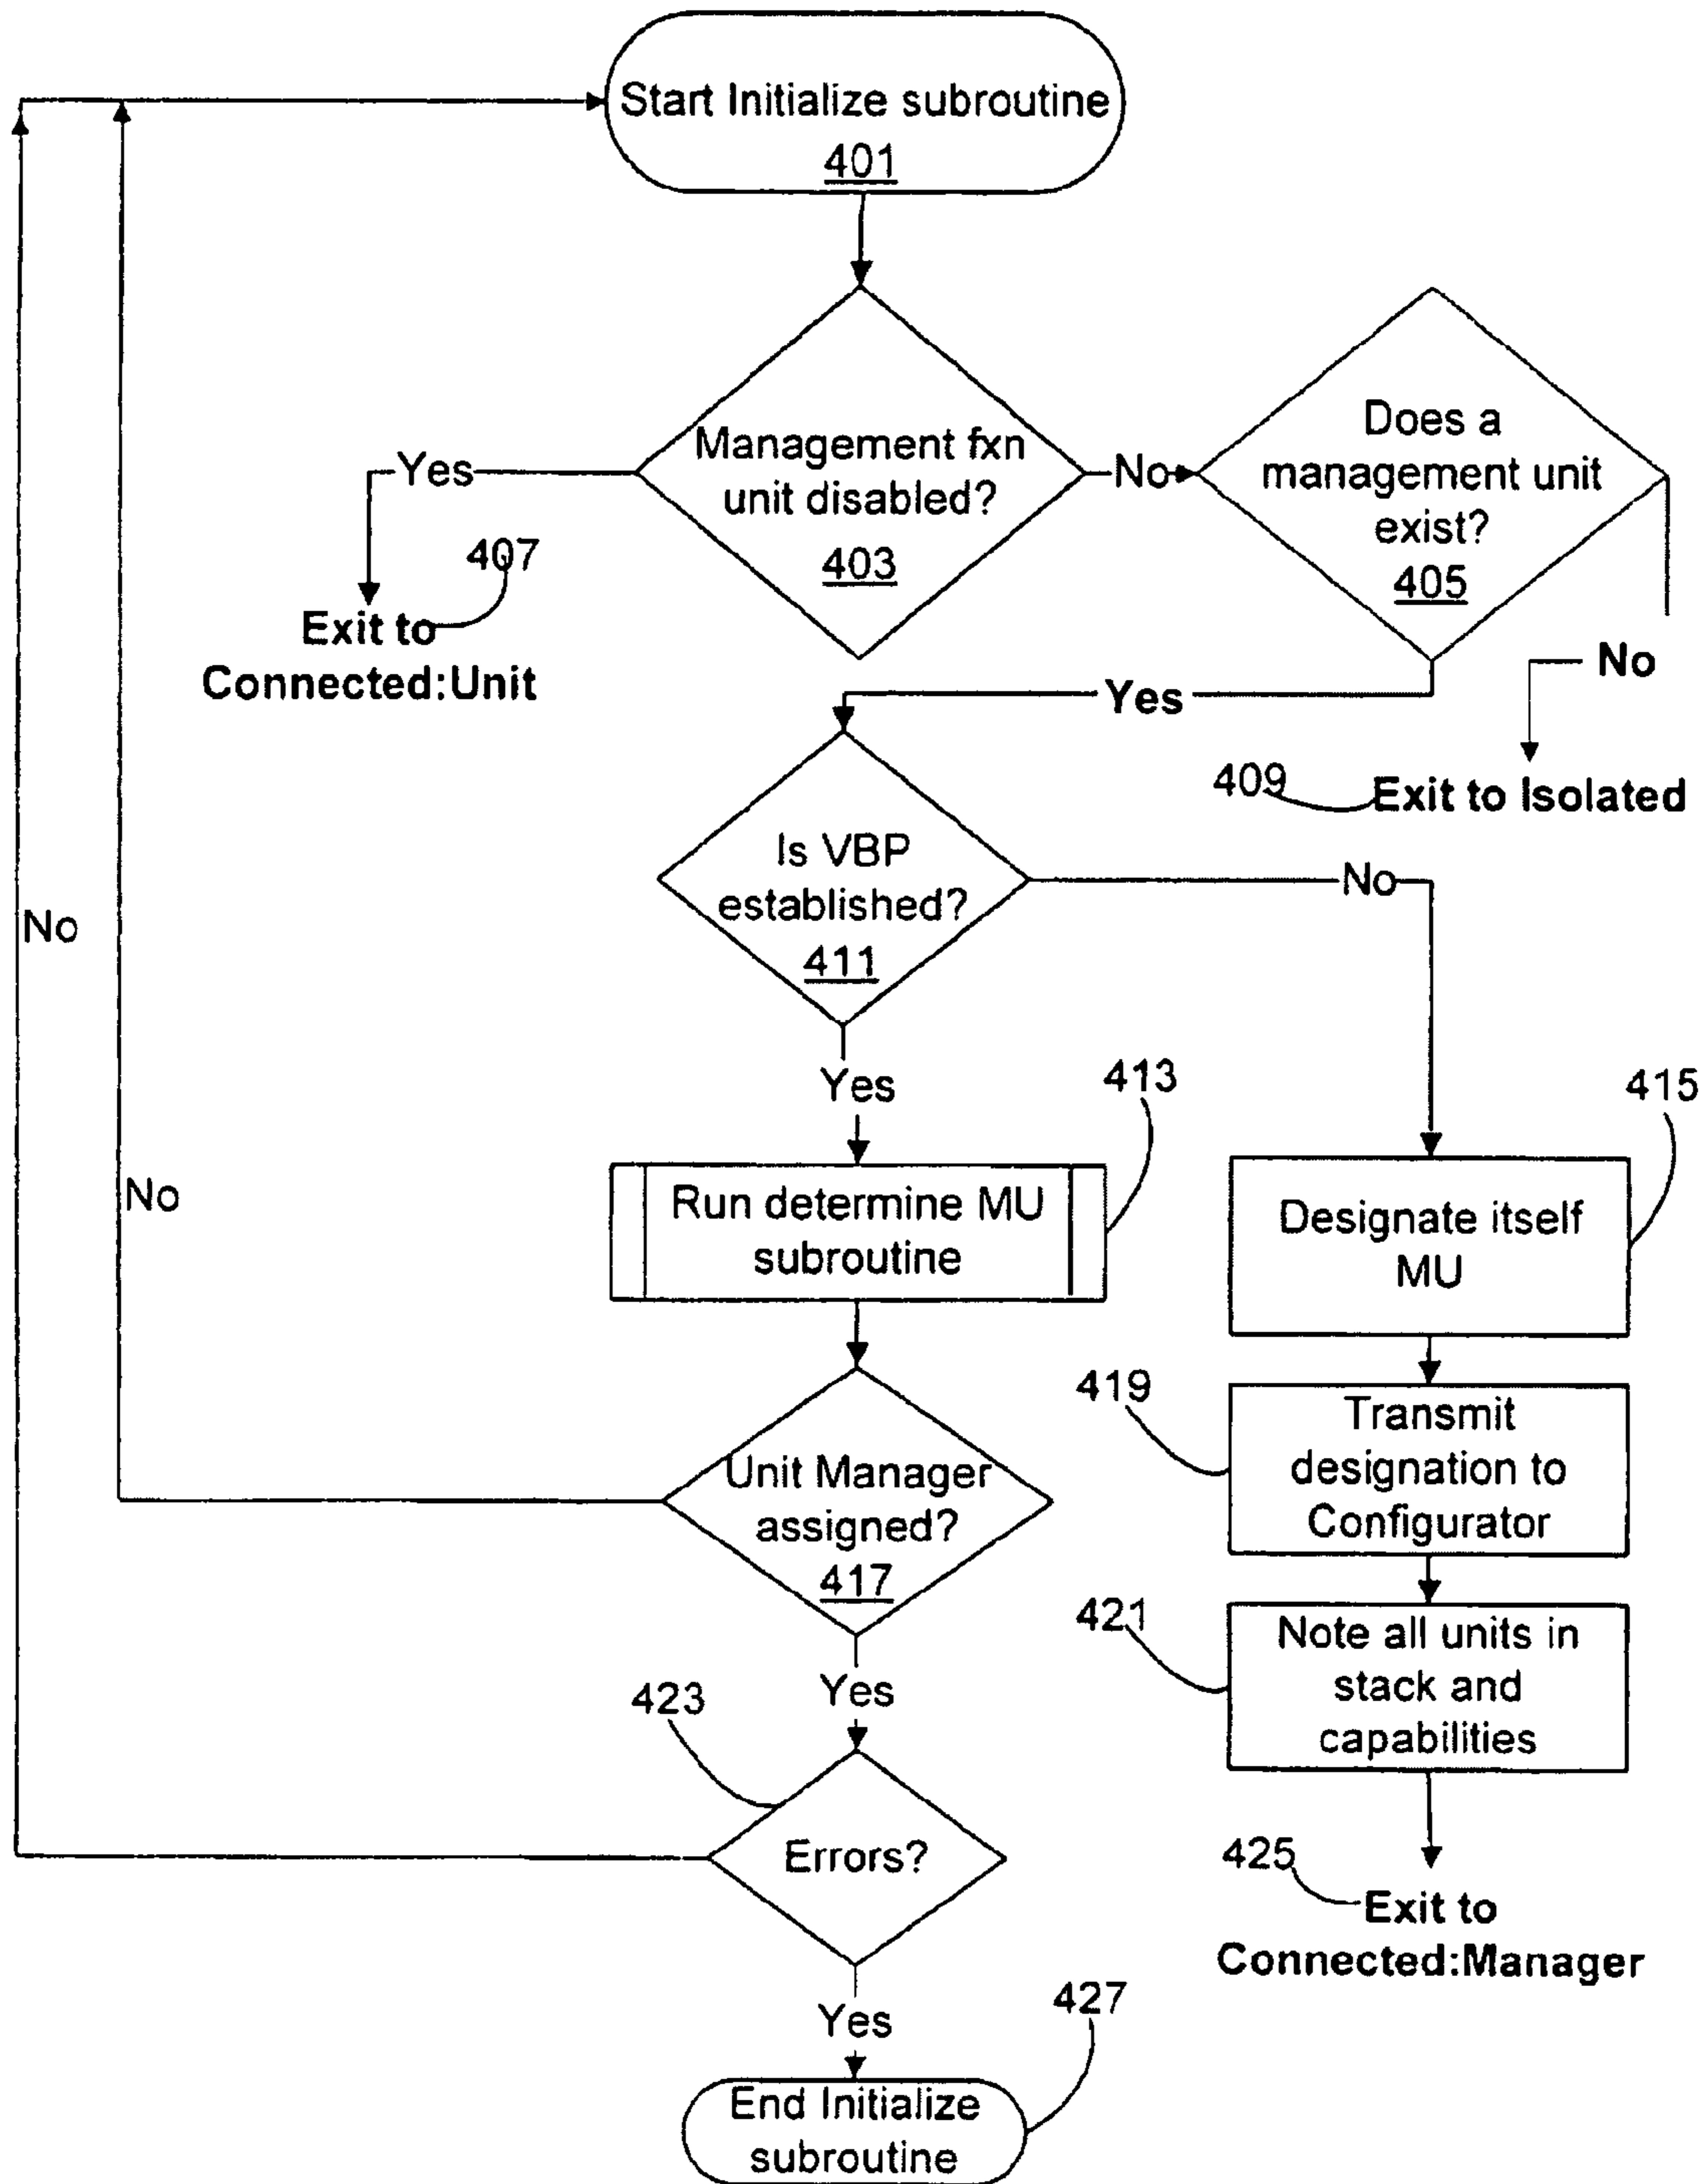 Start Initialize subroutine
401
Management fxn
unit disabled?
403
Yes
No
Does a
management unit
exist?
405
407
Exit to
Connected:Unit
No
Yes
409
Exit to Isolated
Is VBP
established?
411
No
No
Yes
413
415
Run determine MU
subroutine
Designate itself
MU
No
419
Transmit
designation to
Configurator
Unit Manager
assigned?
417
421
Note all units in
stack and
capabilities
Yes
423
Errors?
425
Exit to
Connected:Manager
Yes
427
End Initialize
subroutine